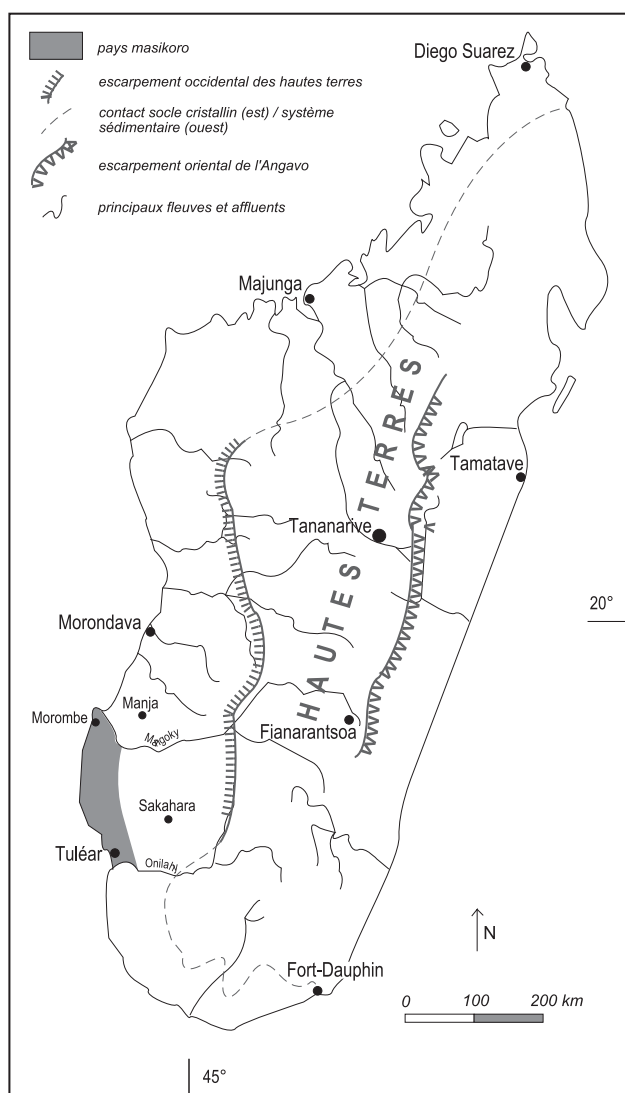 pays masikoro
escarpement occidental des hautes terres
contact socle cristallin (est) / système
sédimentaire (ouest)
escarpement oriental de l'Angavo
principaux fleuves et affluents
Diego Suarez
Majunga
HAUTES TERRES
Tamatave
Tananarive
20°
Morondava
Manja
Morombe
Fianarantsoa
Mangoky
Sakahara
Tuléar
Onilahi
N
Fort-Dauphin
0 100 200 km
45°